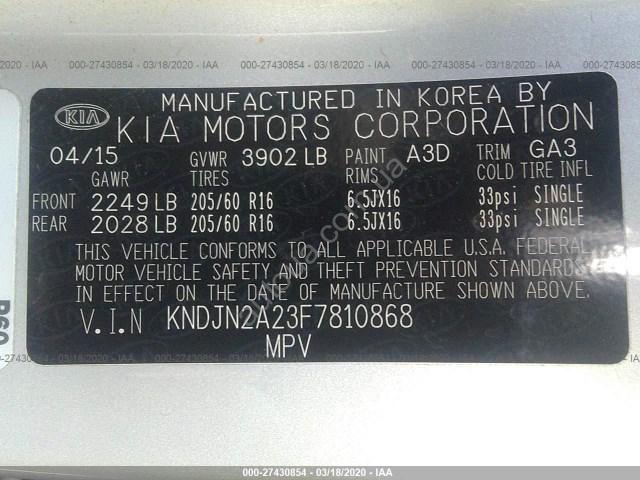 000-27430854 - 03/18/2020 - IAA 000-27430854 - 03/18/2020 - IAA 000-27430854 - 03/18/2020 - IAA
MANUFACTURED IN KOREA BY
KIA KIA MOTORS CORPORATION
04/15 GVWR 3902 LB PAINT A3D TRIM GA3
GAWR TIRES RIMS COLD TIRE INFL
FRONT 2249 LB 205/60 R16 6.5JX16 33psi SINGLE
REAR 2028 LB 205/60 R16 6.5JX16 33psi SINGLE
THIS VEHICLE CONFORMS TO ALL APPLICABLE U.S.A. FEDERAL
MOTOR VEHICLE SAFETY AND THEFT PREVENTION STANDARDS
IN EFFECT ON THE DATE OF MANUFACTURE SHOWN ABOVE.
V.I.N KNDJN2A23F7810868
MPV
000-27430854 - 03/18/2020 - IAA